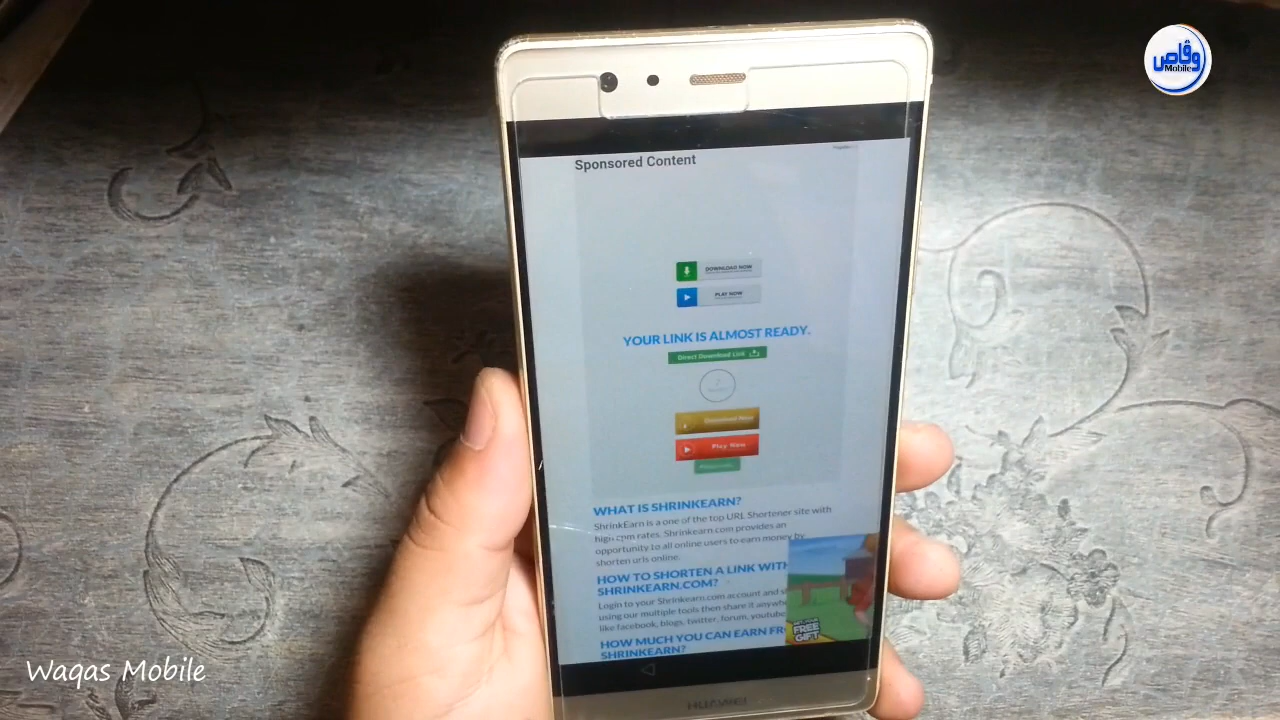 وقاص
Mobile
Sponsored Content
DOWNLOAD NOW
PLAY NOW
YOUR LINK IS ALMOST READY.
Direct Download Link
Download Now
Play Now
WHAT IS SHRINKEARN?
ShrinkEarn is a one of the top URL Shortener site with
high cpm rates. Shrinkearn.com provides an
opportunity to all online users to earn money by
shorten urls online.
HOW TO SHORTEN A LINK WITH
SHRINKEARN.COM?
Login to your Shrinkearn.com account and s
using our multiple tools then share it anywhe
like facebook, blogs, twitter, forum, youtube
FREE
GIFT
HOW MUCH YOU CAN EARN FR
SHRINKEARN?
Waqas Mobile
HUAWEI